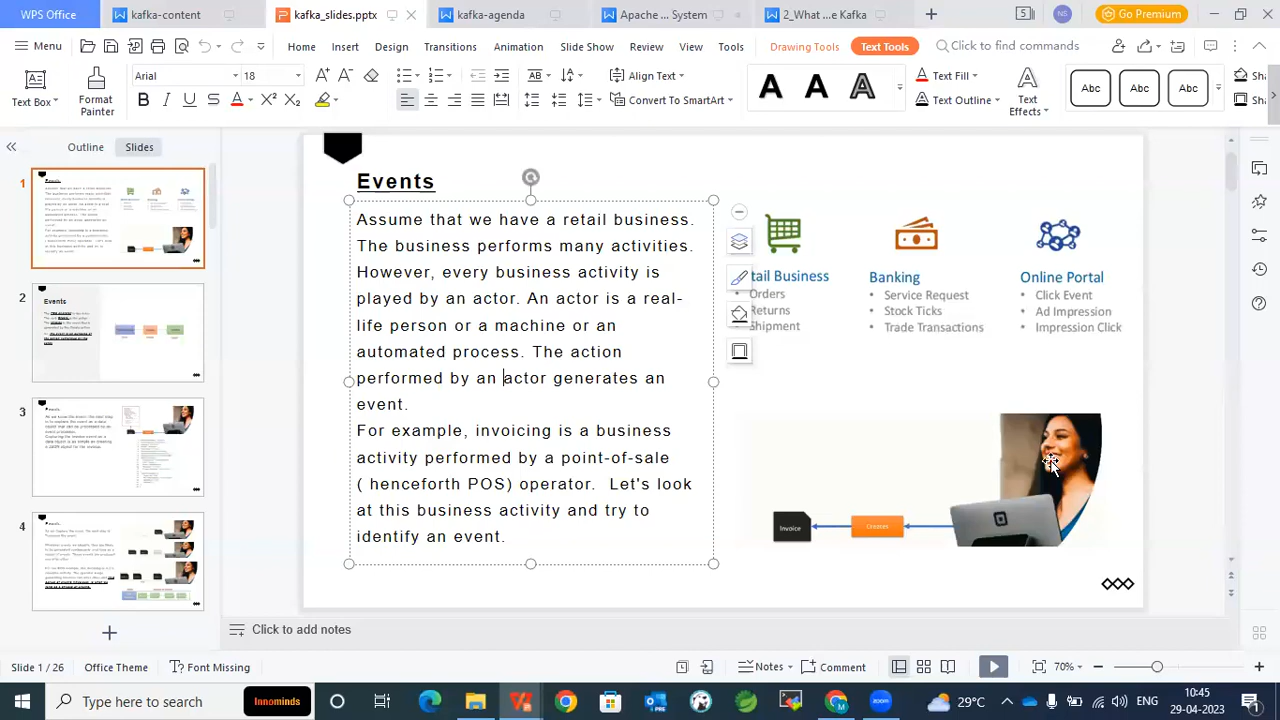 WPS Office
kafka-content
kafka_slides.pptx
kafka-agenda
Apache ... System
2_What ...e Kafka
5
NS
Go Premium
Menu
Home
Insert
Design
Transitions
Animation
Slide Show
Review
View
Tools
Drawing Tools
Text Tools
Click to find commands
Text Box
Format
Painter
Arial
18
Align Text
Convert To SmartArt
Text Fill
Text Outline
Text
Effects
Abc
Abc
Abc
Sha
Sha
Outline
Slides
1
2
Events
3
4
Events
Assume that we have a retail business.
The business performs many activities.
However, every business activity is
played by an actor. An actor is a real-
life person or a machine or an
automated process. The action
performed by an actor generates an
event.
For example, invoicing is a business
activity performed by a point-of-sale
( henceforth POS) operator. Let's look
at this business activity and try to
identify an event.
tail Business
Orders
Returns
Shipment
Banking
• Service Request
• Stock Ticks
• Trade Transactions
Online Portal
• Click Event
• Ad Impression
• Impression Click
Invoice
Creates
Click to add notes
Slide 1 / 26
Office Theme
Font Missing
Notes
Comment
70%
Type here to search
Innominds
29°C
ENG
10:45
29-04-2023